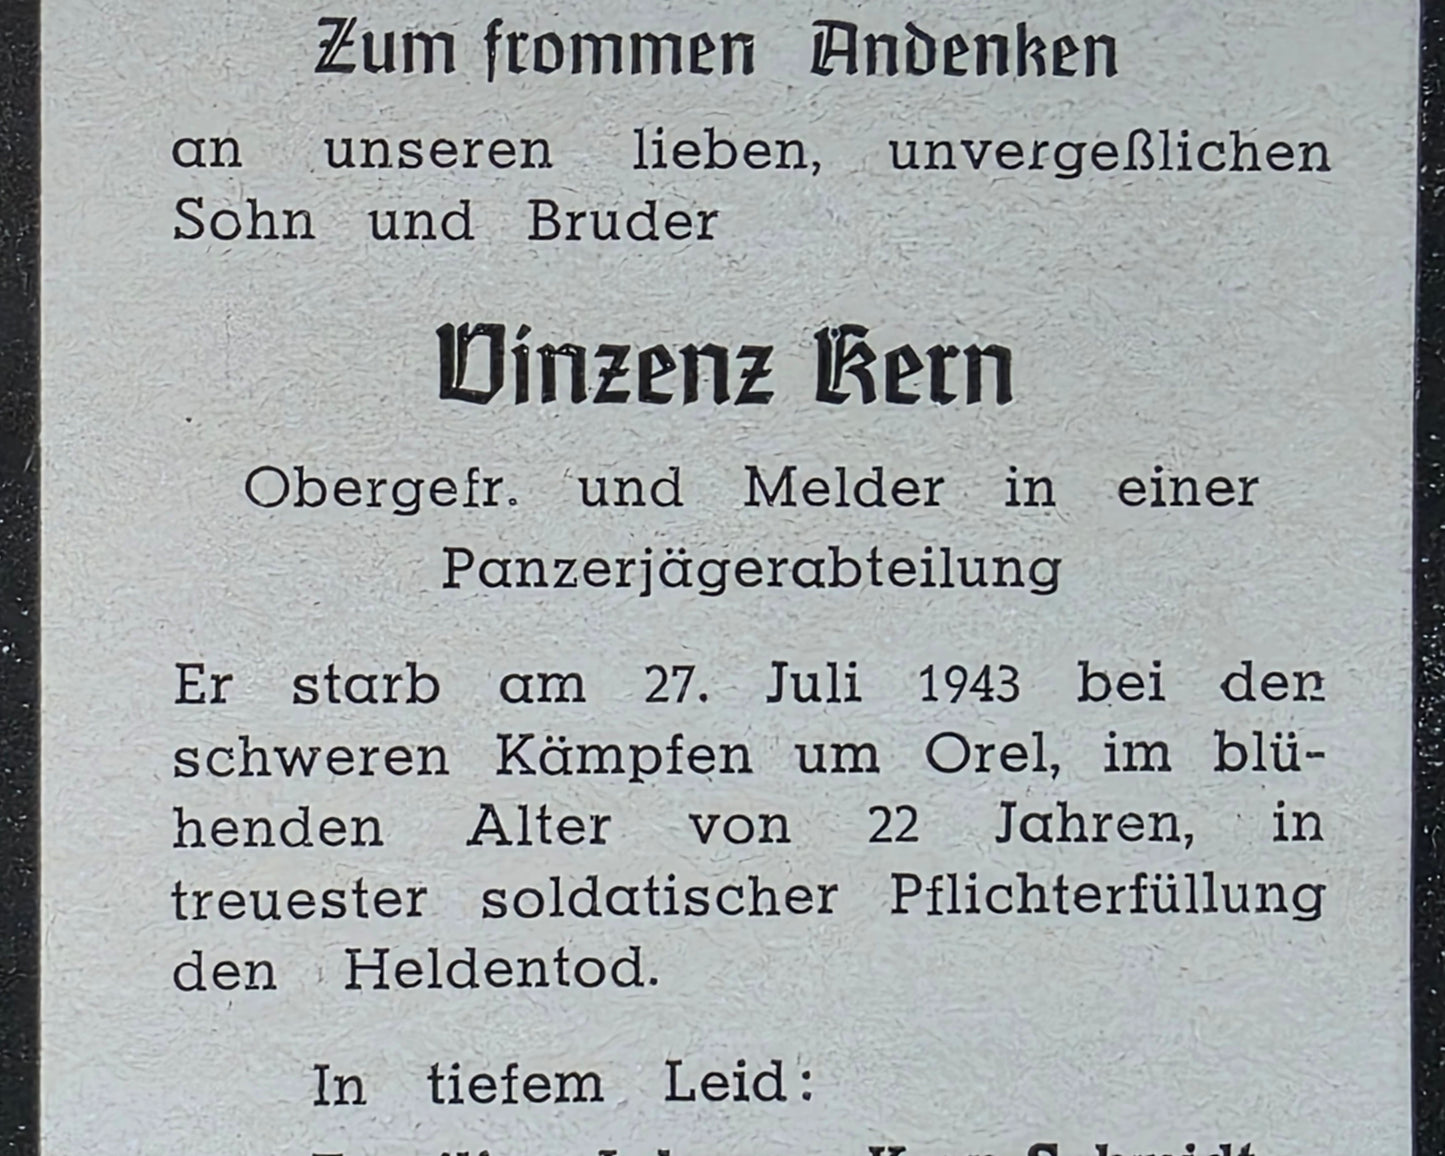 Zum frommen Andenken
an unseren lieben, unvergeßlichen
Sohn und Bruder
Vinzenz Kern
Obergefr. und Melder in einer
Panzerjägerabteilung
Er starb am 27. Juli 1943 bei den
schweren Kämpfen um Orel, im blü-
henden Alter von 22 Jahren, in
treuester soldatischer Pflichterfüllung
den Heldentod.
In tiefem Leid: